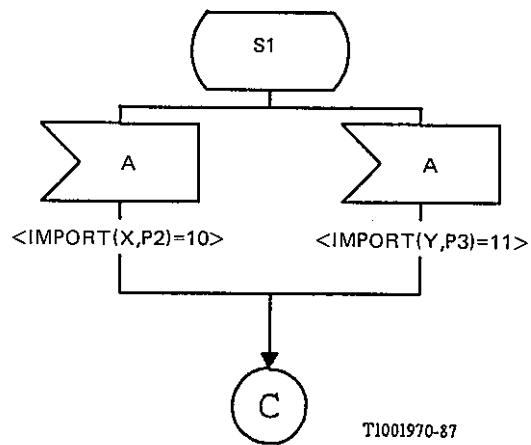 S1
A
A
<IMPORT(X,P2)=10>
<IMPORT(Y,P3)=11>
C
T1001970-87